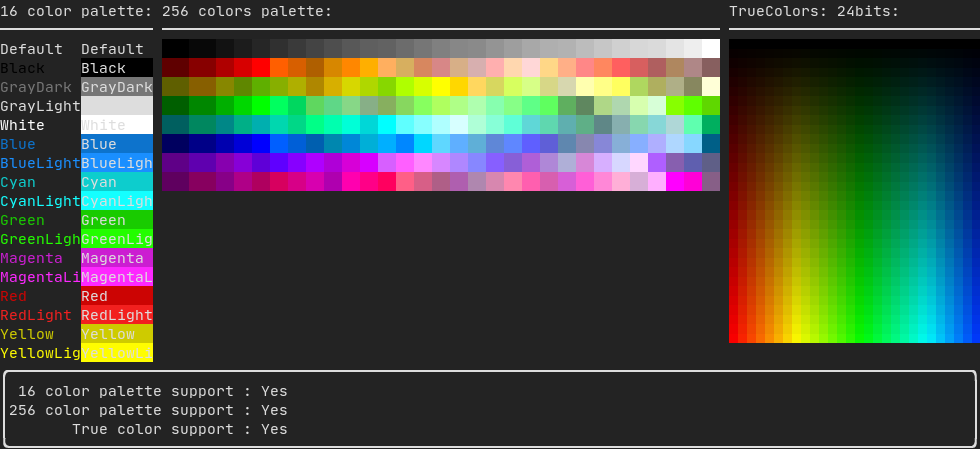 16 color palette: 256 colors palette: TrueColors: 24bits:
Default Default
Black Black
GrayDark GrayDark
GrayLight
White White
Blue Blue
BlueLight BlueLigh
Cyan Cyan
CyanLight CyanLigh
Green Green
GreenLigh GreenLig
Magenta Magenta
MagentaLi MagentaL
Red Red
RedLight RedLight
Yellow Yellow
YellowLig
16 color palette support : Yes
256 color palette support : Yes
True color support : Yes